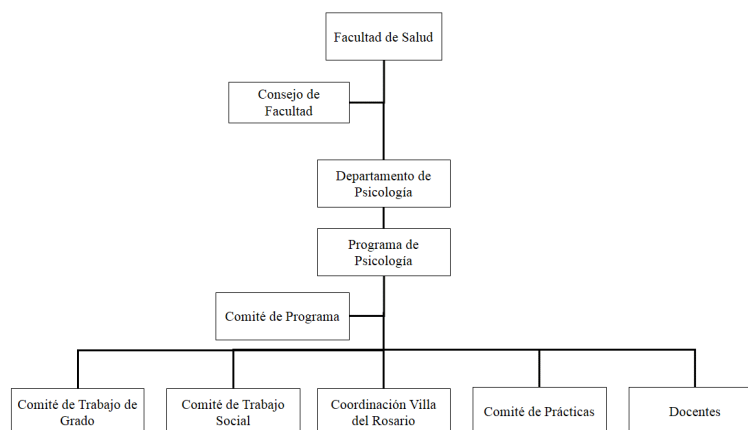 Facultad de Salud
Consejo de
Facultad
Departamento de
Psicología
Programa de
Psicología
Comité de Programa
Comité de Trabajo de
Grado
Comité de Trabajo
Social
Coordinación Villa
del Rosario
Comité de Prácticas
Docentes